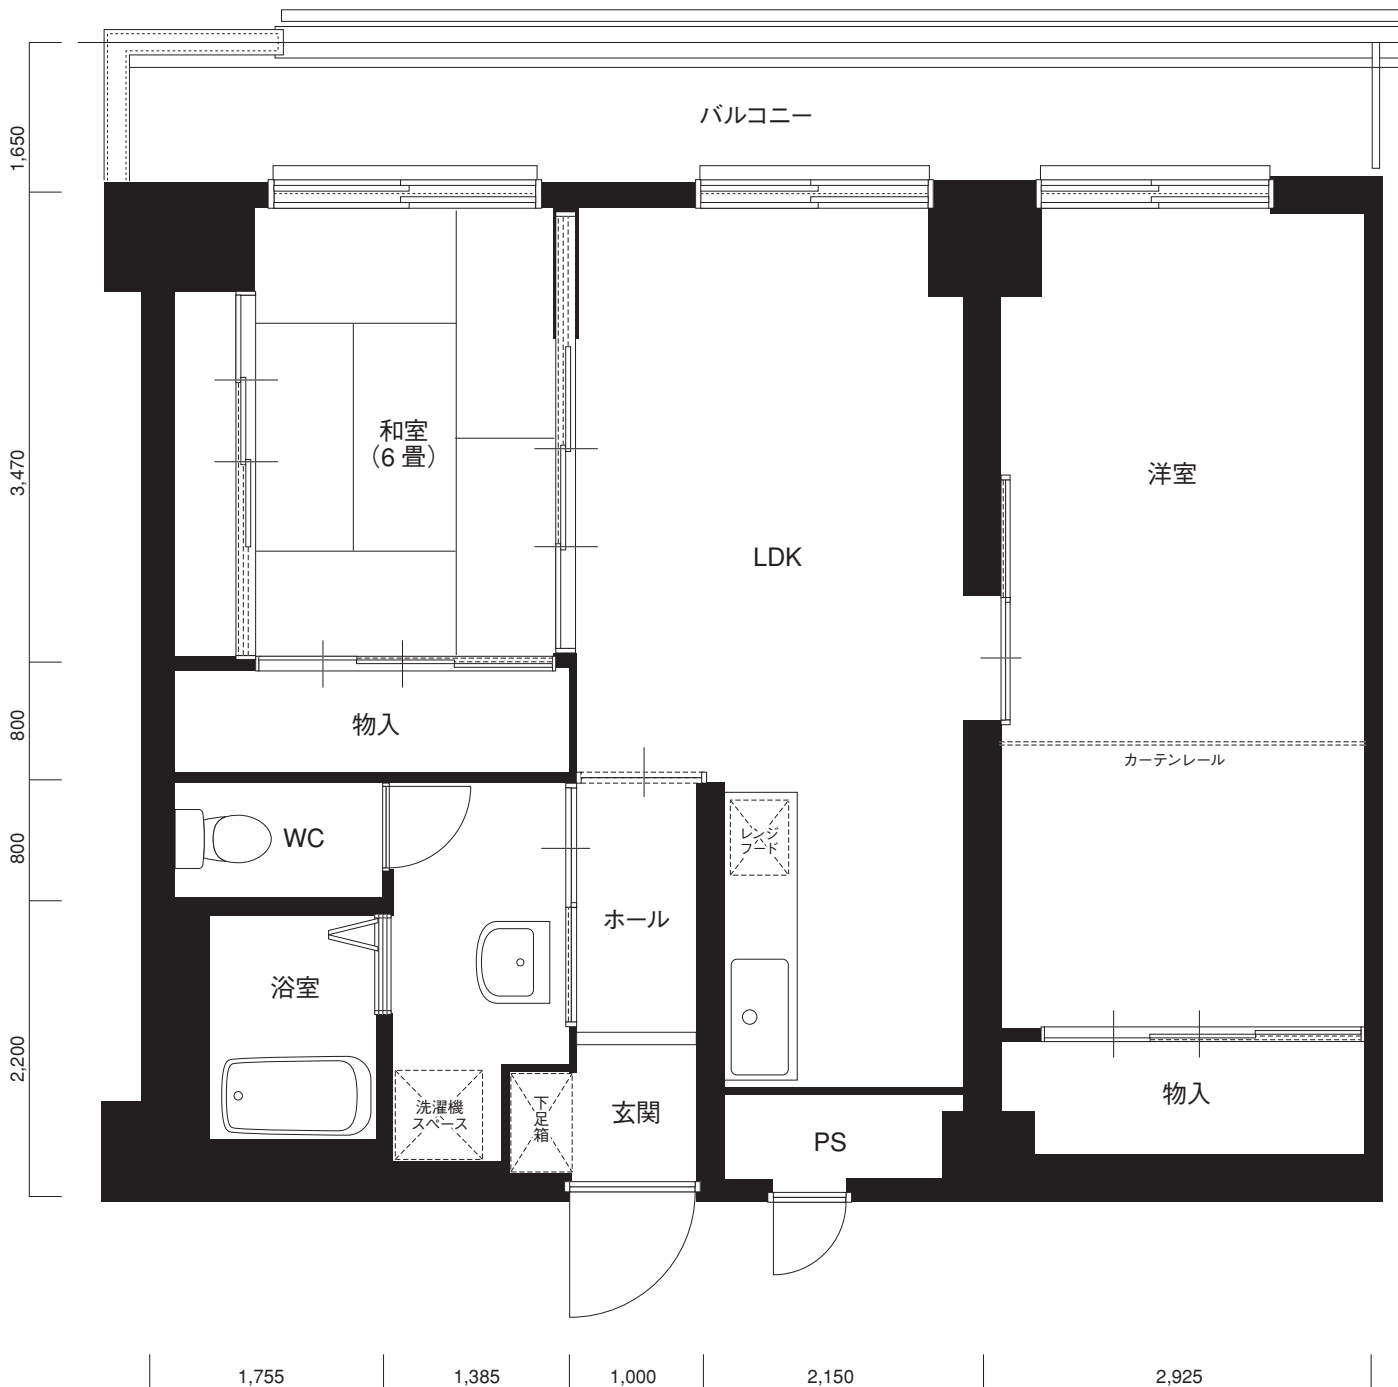 バルコニー
1,650
和室
（6 畳）
3,470
洋室
LDK
物入
800
カーテンレール
WC
800
レンジ
フード
ホール
浴室
2,200
洗濯機
スペース
下足箱
玄関
PS
物入
1,755
1,385
1,000
2,150
2,925